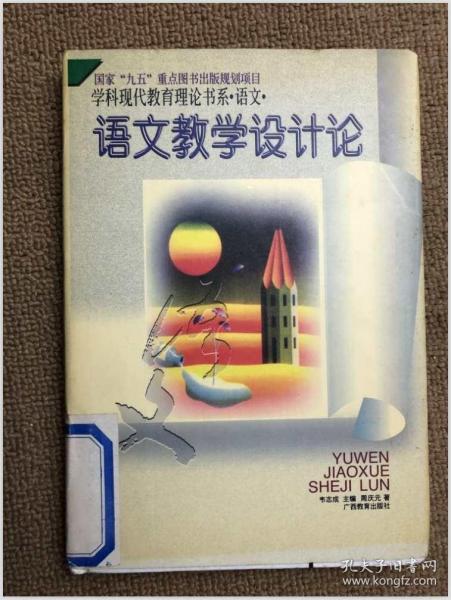 国家“九五”重点图书出版规划项目
学科现代教育理论书系·语文·
语文教学设计论
YUWEN
JIAOXUE
SHEJI LUN
韦志成 主编 周庆元 著
广西教育出版社
孔夫子旧书网
www.kongfz.com